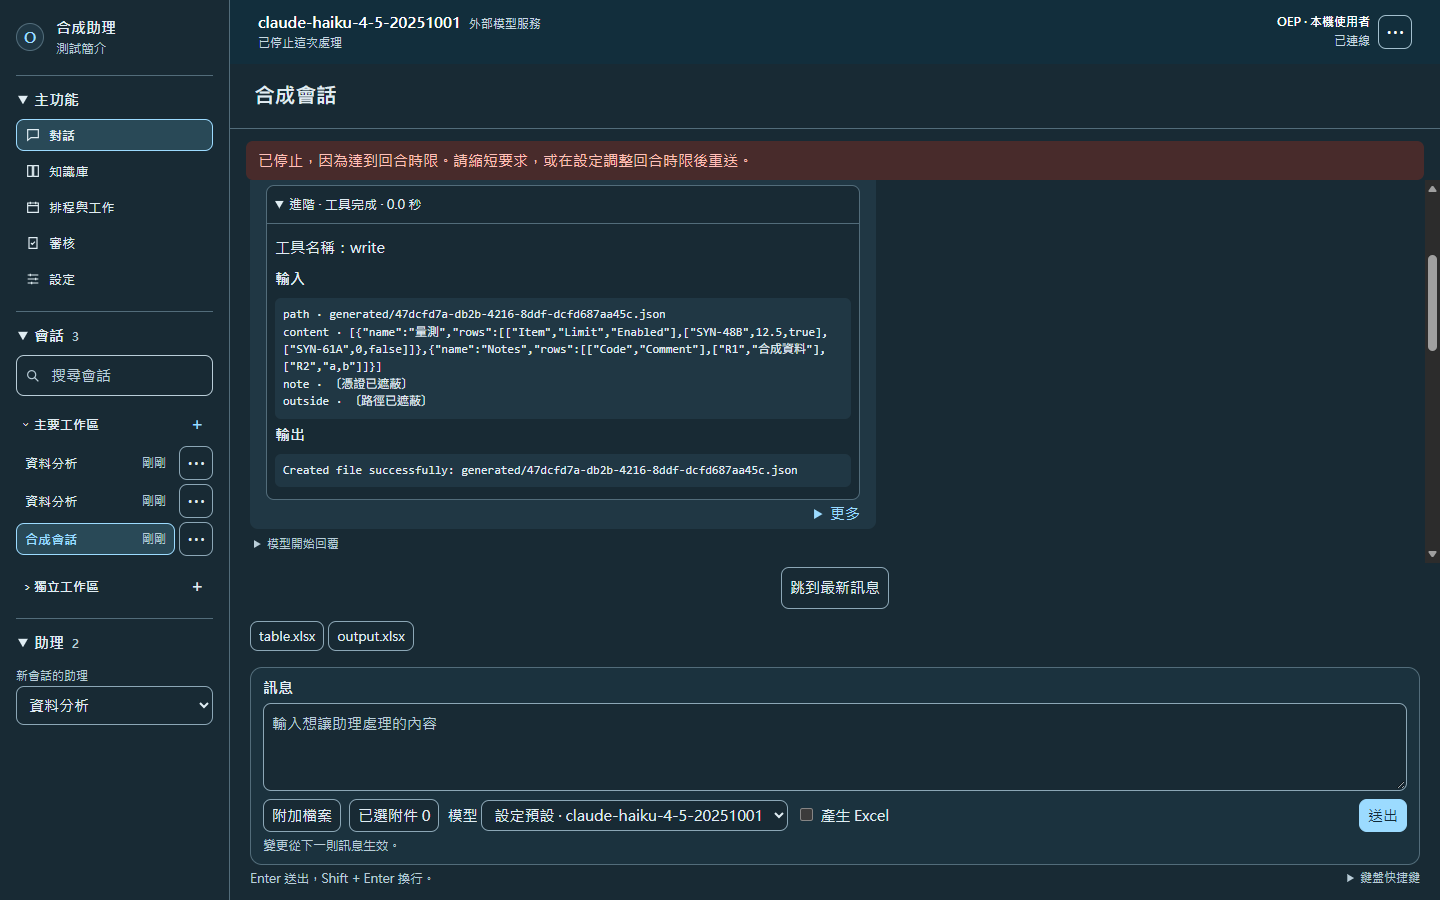 O
合成助理
測試簡介
▼ 主功能
對話
知識庫
排程與工作
審核
設定
▼ 會話 3
搜尋會話
主要工作區 +
資料分析 剛剛 ...
資料分析 剛剛 ...
合成會話 剛剛 ...
獨立工作區 +
▼ 助理 2
新會話的助理
資料分析
claude-haiku-4-5-20251001 外部模型服務
已停止這次處理
OEP · 本機使用者
已連線
...
合成會話
已停止，因為達到回合時限。請縮短要求，或在設定調整回合時限後重送。
▼ 進階 · 工具完成 · 0.0 秒
工具名稱：write
輸入
path · generated/47dcfd7a-db2b-4216-8ddf-dcfd687aa45c.json
content · [{"name":"量測","rows":[["Item","Limit","Enabled"],["SYN-48B",12.5,true],
["SYN-61A",0,false]]},{"name":"Notes","rows":[["Code","Comment"],["R1","合成資料"],
["R2","a,b"]]}]
note · 〔憑證已遮蔽〕
outside · 〔路徑已遮蔽〕
輸出
Created file successfully: generated/47dcfd7a-db2b-4216-8ddf-dcfd687aa45c.json
▶ 更多
▶ 模型開始回覆
跳到最新訊息
table.xlsx output.xlsx
訊息
輸入想讓助理處理的內容
附加檔案 已選附件 0 模型 設定預設 · claude-haiku-4-5-20251001 產生 Excel 送出
變更從下一則訊息生效。
Enter 送出，Shift + Enter 換行。
▶ 鍵盤快捷鍵